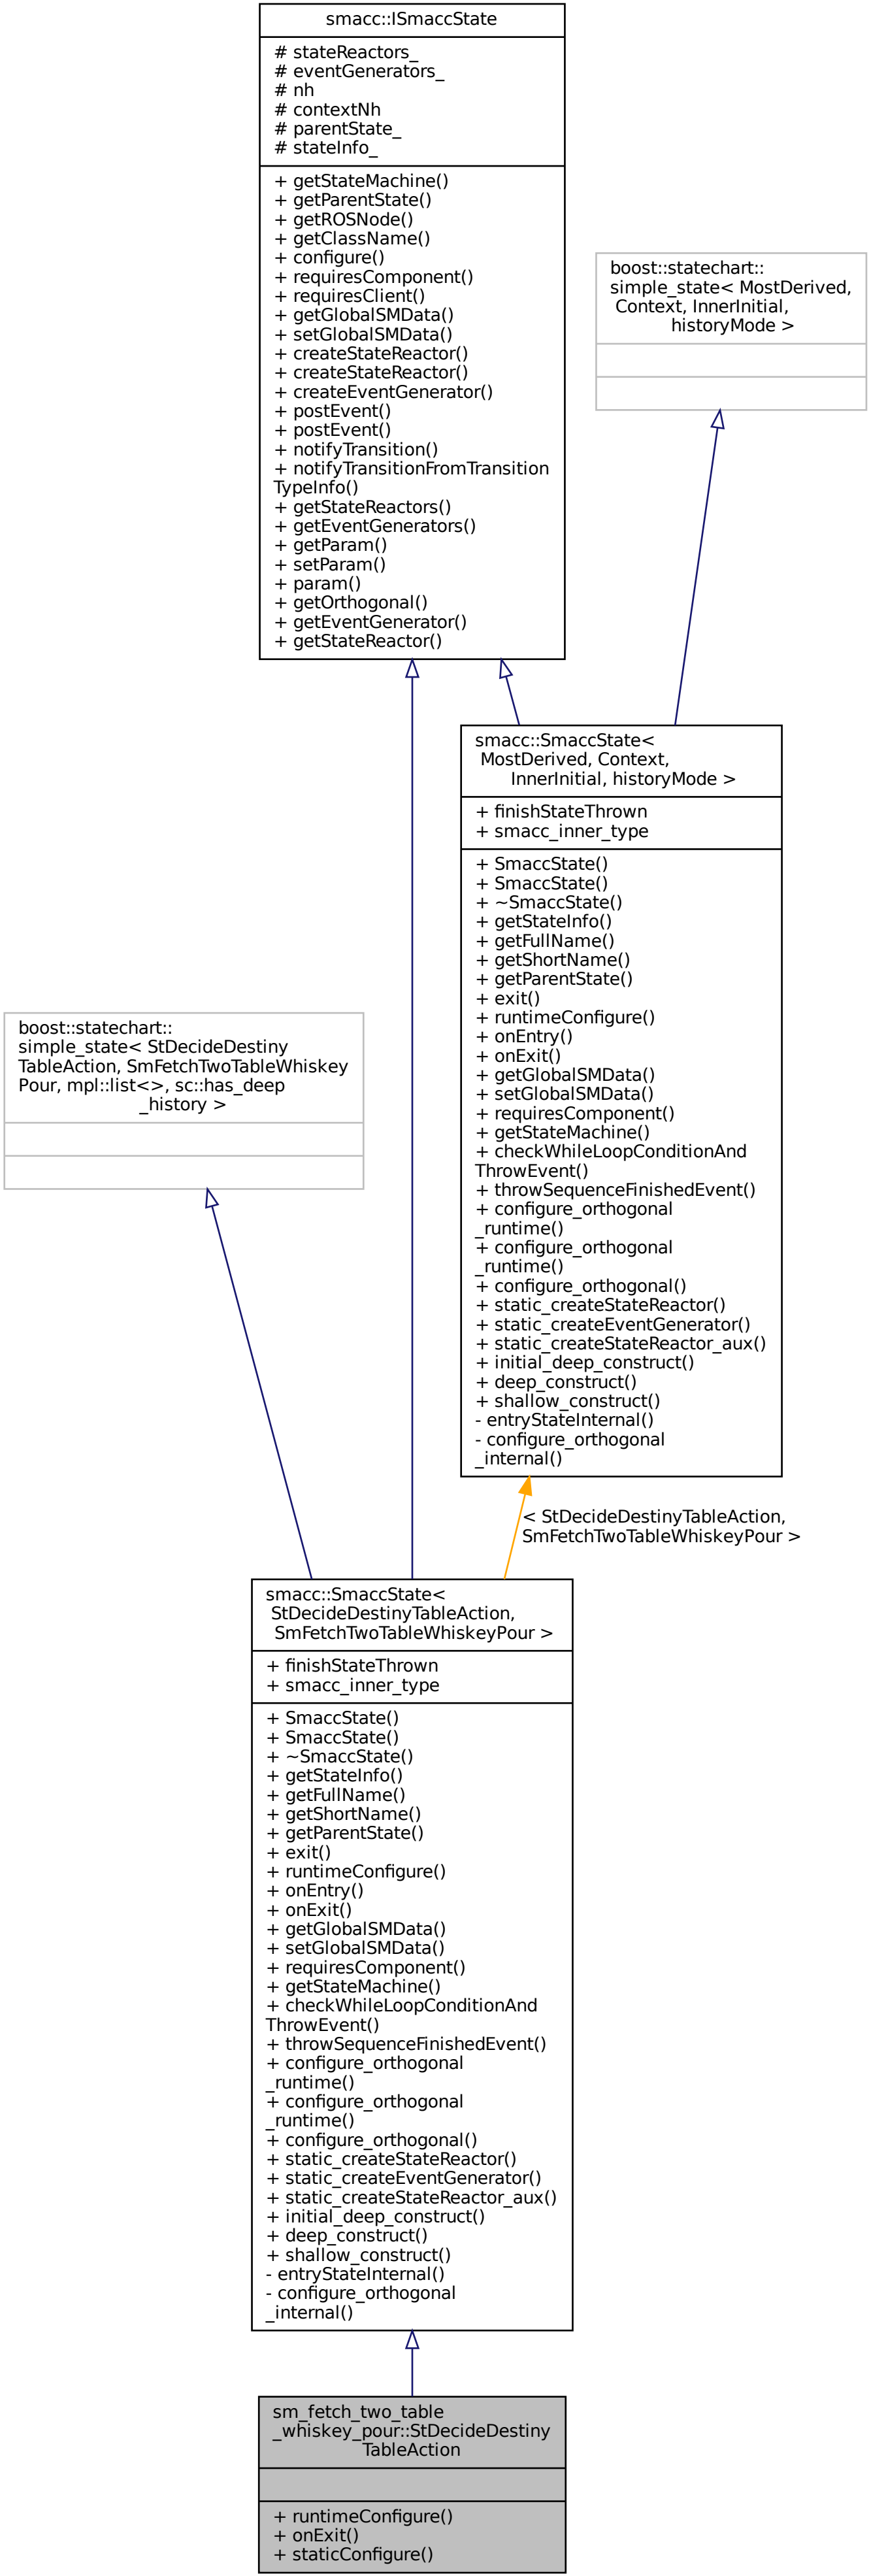 smacc::ISmaccState
# stateReactors_
# eventGenerators_
# nh
# contextNh
# parentState_
# stateInfo_
+ getStateMachine()
+ getParentState()
+ getROSNode()
+ getClassName()
+ configure()
+ requiresComponent()
+ requiresClient()
+ getGlobalSMData()
+ setGlobalSMData()
+ createStateReactor()
+ createStateReactor()
+ createEventGenerator()
+ postEvent()
+ postEvent()
+ notifyTransition()
+ notifyTransitionFromTransition
TypeInfo()
+ getStateReactors()
+ getEventGenerators()
+ getParam()
+ setParam()
+ param()
+ getOrthogonal()
+ getEventGenerator()
+ getStateReactor()
boost::statechart::
simple_state< MostDerived,
Context, InnerInitial,
historyMode >
smacc::SmaccState<
MostDerived, Context,
InnerInitial, historyMode >
+ finishStateThrown
+ smacc_inner_type
+ SmaccState()
+ SmaccState()
+ ~SmaccState()
+ getStateInfo()
+ getFullName()
+ getShortName()
+ getParentState()
+ exit()
+ runtimeConfigure()
+ onEntry()
+ onExit()
+ getGlobalSMData()
+ setGlobalSMData()
+ requiresComponent()
+ getStateMachine()
+ checkWhileLoopConditionAnd
ThrowEvent()
+ throwSequenceFinishedEvent()
+ configure_orthogonal
_runtime()
+ configure_orthogonal
_runtime()
+ configure_orthogonal()
+ static_createStateReactor()
+ static_createEventGenerator()
+ static_createStateReactor_aux()
+ initial_deep_construct()
+ deep_construct()
+ shallow_construct()
- entryStateInternal()
- configure_orthogonal
_internal()
boost::statechart::
simple_state< StDecideDestiny
TableAction, SmFetchTwoTableWhiskey
Pour, mpl::list<>, sc::has_deep
_history >
< StDecideDestinyTableAction,
SmFetchTwoTableWhiskeyPour >
smacc::SmaccState<
StDecideDestinyTableAction,
SmFetchTwoTableWhiskeyPour >
+ finishStateThrown
+ smacc_inner_type
+ SmaccState()
+ SmaccState()
+ ~SmaccState()
+ getStateInfo()
+ getFullName()
+ getShortName()
+ getParentState()
+ exit()
+ runtimeConfigure()
+ onEntry()
+ onExit()
+ getGlobalSMData()
+ setGlobalSMData()
+ requiresComponent()
+ getStateMachine()
+ checkWhileLoopConditionAnd
ThrowEvent()
+ throwSequenceFinishedEvent()
+ configure_orthogonal
_runtime()
+ configure_orthogonal
_runtime()
+ configure_orthogonal()
+ static_createStateReactor()
+ static_createEventGenerator()
+ static_createStateReactor_aux()
+ initial_deep_construct()
+ deep_construct()
+ shallow_construct()
- entryStateInternal()
- configure_orthogonal
_internal()
sm_fetch_two_table
_whiskey_pour::StDecideDestiny
TableAction
+ runtimeConfigure()
+ onExit()
+ staticConfigure()